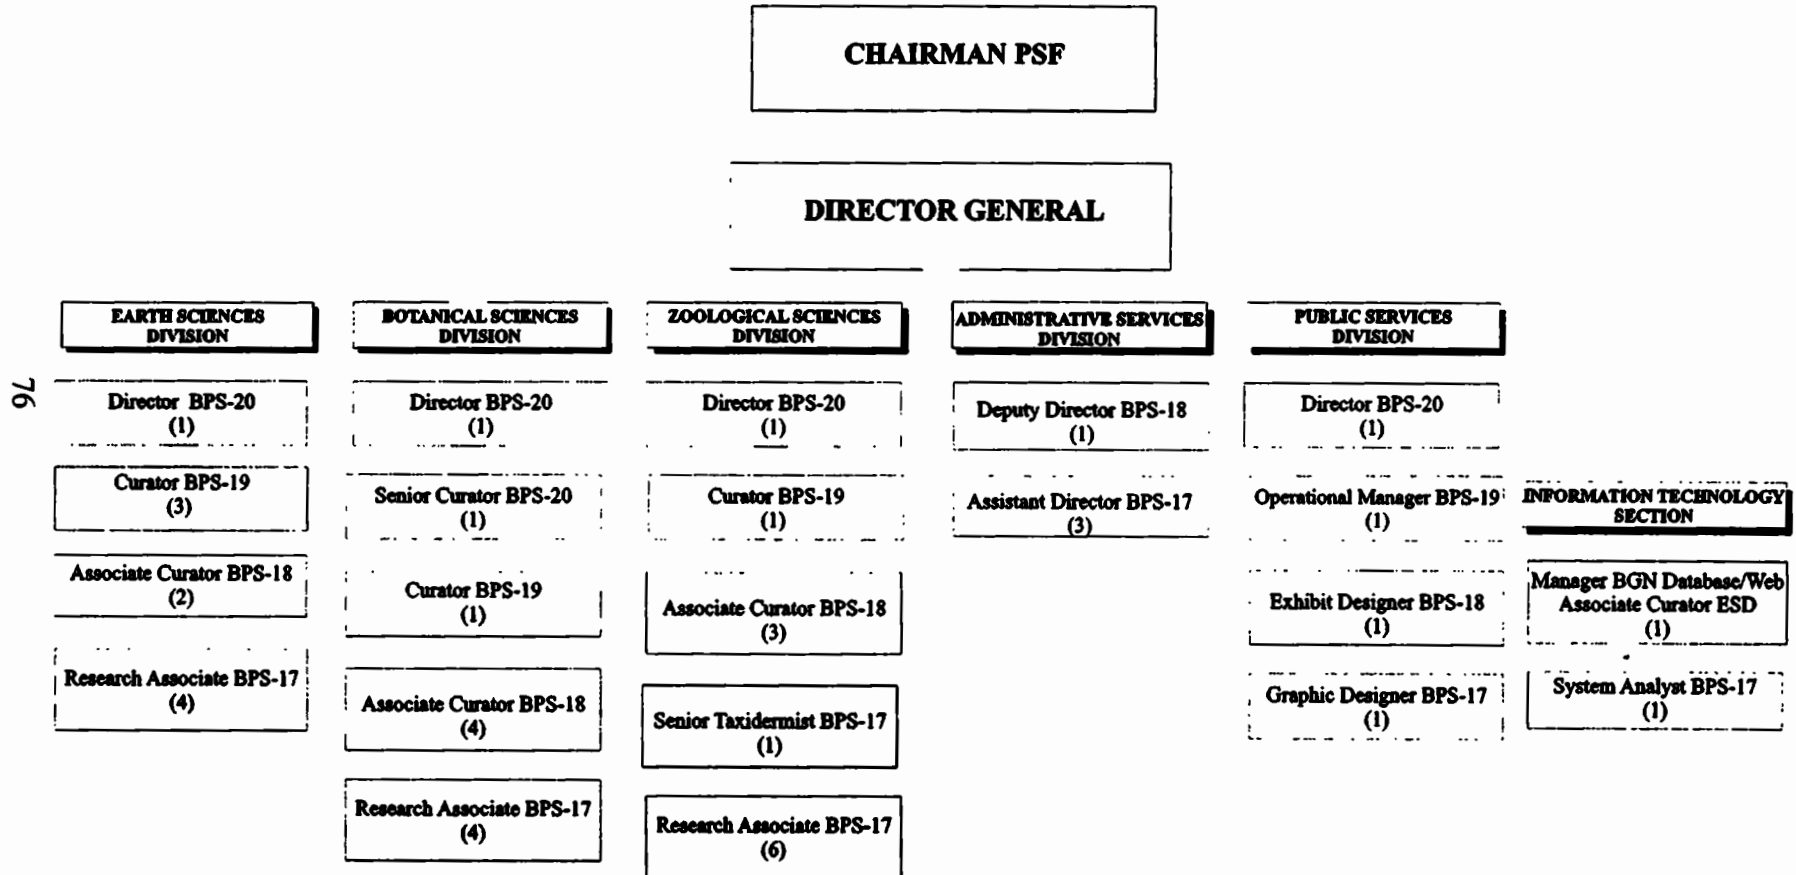 CHAIRMAN PSF
DIRECTOR GENERAL
EARTH SCIENCES
DIVISION
Director BPS-20
(1)
Curator BPS-19
(3)
Associate Curator BPS-18
(2)
Research Associate BPS-17
(4)
BOTANICAL SCIENCES
DIVISION
Director BPS-20
(1)
Senior Curator BPS-20
(1)
Curator BPS-19
(1)
Associate Curator BPS-18
(4)
Research Associate BPS-17
(4)
ZOOLOGICAL SCIENCES
DIVISION
Director BPS-20
(1)
Curator BPS-19
(1)
Associate Curator BPS-18
(3)
Senior Taxidermist BPS-17
(1)
Research Associate BPS-17
(6)
ADMINISTRATIVE SERVICES
DIVISION
Deputy Director BPS-18
(1)
Assistant Director BPS-17
(3)
PUBLIC SERVICES
DIVISION
Director BPS-20
(1)
Operational Manager BPS-19
(1)
Exhibit Designer BPS-18
(1)
Graphic Designer BPS-17
(1)
INFORMATION TECHNOLOGY
SECTION
Manager BGN Database/Web
Associate Curator ESD
(1)
System Analyst BPS-17
(1)
76